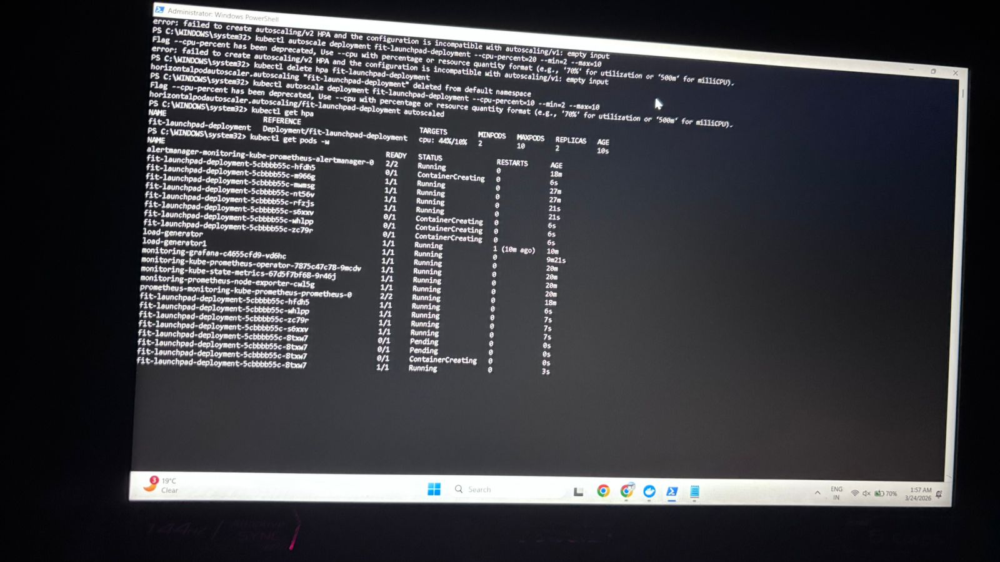 Administrator: Windows PowerShell
error: failed to create autoscaling/v2 HPA and the configuration is incompatible with autoscaling/v1: empty input
PS C:\WINDOWS\system32> kubectl autoscale deployment fit-launchpad-deployment --cpu-percent=20 --min=2 --max=10
Flag --cpu-percent has been deprecated, Use --cpu with percentage or resource quantity format (e.g., '70%' for utilization or '500m' for milliCPU).
error: failed to create autoscaling/v2 HPA and the configuration is incompatible with autoscaling/v1: empty input
PS C:\WINDOWS\system32> kubectl delete hpa fit-launchpad-deployment
horizontalpodautoscaler.autoscaling "fit-launchpad-deployment" deleted from default namespace
PS C:\WINDOWS\system32> kubectl autoscale deployment fit-launchpad-deployment --cpu-percent=10 --min=2 --max=10
Flag --cpu-percent has been deprecated, Use --cpu with percentage or resource quantity format (e.g., '70%' for utilization or '500m' for milliCPU).
horizontalpodautoscaler.autoscaling/fit-launchpad-deployment autoscaled
PS C:\WINDOWS\system32> kubectl get hpa
NAME REFERENCE TARGETS MINPODS MAXPODS REPLICAS AGE
fit-launchpad-deployment Deployment/fit-launchpad-deployment cpu: 44%/10% 2 10 2 10s
PS C:\WINDOWS\system32> kubectl get pods -w
NAME READY STATUS RESTARTS AGE
alertmanager-monitoring-kube-prometheus-alertmanager-0 2/2 Running 0 18m
fit-launchpad-deployment-5cbbbb55c-hfdh5 0/1 ContainerCreating 0 6s
fit-launchpad-deployment-5cbbbb55c-m966g 1/1 Running 0 27m
fit-launchpad-deployment-5cbbbb55c-mwmsg 1/1 Running 0 27m
fit-launchpad-deployment-5cbbbb55c-nt56v 1/1 Running 0 21s
fit-launchpad-deployment-5cbbbb55c-rfzjs 1/1 Running 0 21s
fit-launchpad-deployment-5cbbbb55c-s6xxv 0/1 ContainerCreating 0 6s
fit-launchpad-deployment-5cbbbb55c-whlpp 0/1 ContainerCreating 0 6s
fit-launchpad-deployment-5cbbbb55c-zc79r 0/1 ContainerCreating 0 6s
load-generator 1/1 Running 1 (10m ago) 10m
load-generator1 1/1 Running 0 9m21s
monitoring-grafana-c4655cfd9-vd6hc 1/1 Running 0 20m
monitoring-kube-prometheus-operator-7875c47c78-9mcdv 1/1 Running 0 20m
monitoring-kube-state-metrics-67d5f7bf68-9r46j 1/1 Running 0 20m
monitoring-prometheus-node-exporter-cwl5g 1/1 Running 0 20m
prometheus-monitoring-kube-prometheus-prometheus-0 2/2 Running 0 18m
fit-launchpad-deployment-5cbbbb55c-hfdh5 1/1 Running 0 6s
fit-launchpad-deployment-5cbbbb55c-whlpp 1/1 Running 0 7s
fit-launchpad-deployment-5cbbbb55c-zc79r 1/1 Running 0 7s
fit-launchpad-deployment-5cbbbb55c-s6xxv 1/1 Running 0 7s
fit-launchpad-deployment-5cbbbb55c-8txw7 0/1 Pending 0 0s
fit-launchpad-deployment-5cbbbb55c-8txw7 0/1 Pending 0 0s
fit-launchpad-deployment-5cbbbb55c-8txw7 0/1 ContainerCreating 0 0s
fit-launchpad-deployment-5cbbbb55c-8txw7 1/1 Running 0 3s
3
19°C
Clear
Search
ENG
IN
70%
1:57 AM
3/24/2026
144Hz
SYNC